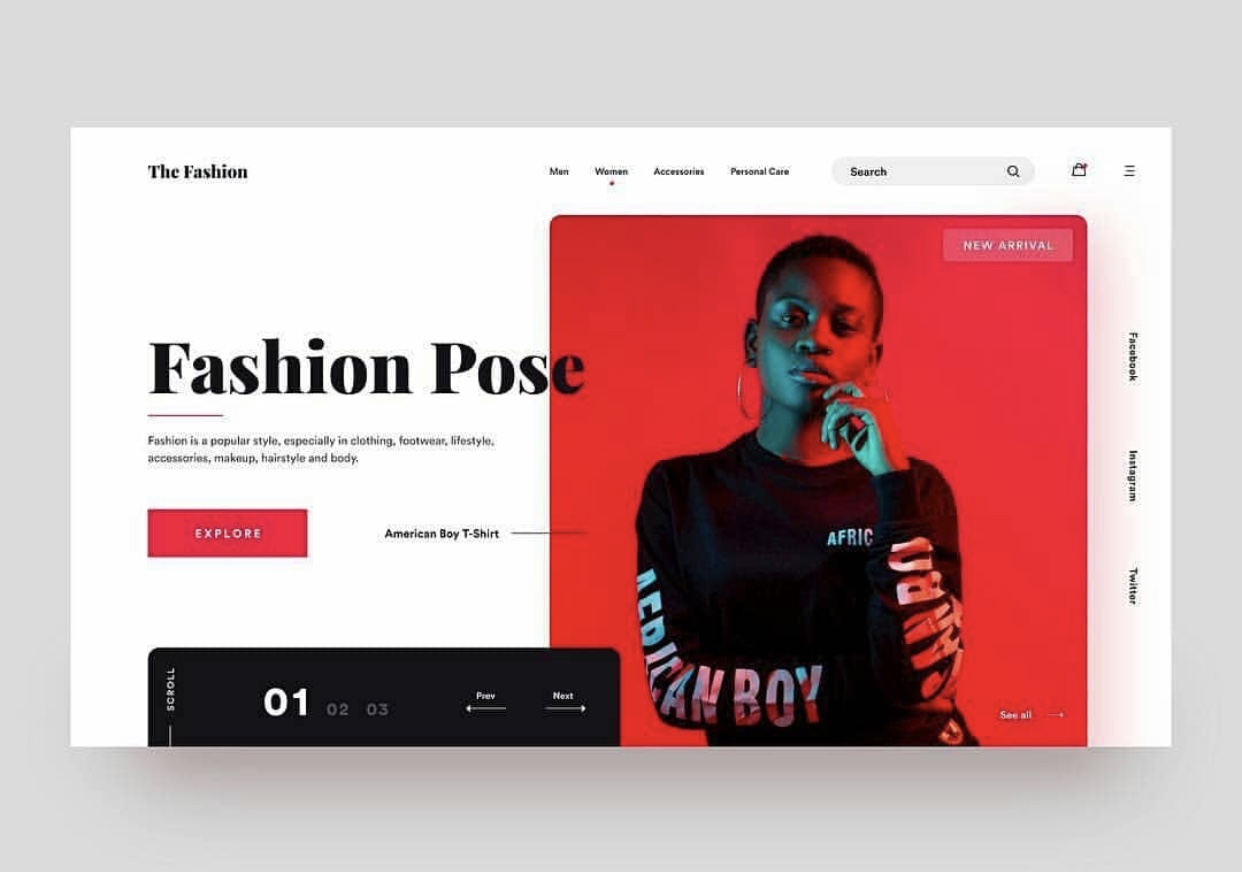 The Fashion
Men Women Accessories Personal Care Search
NEW ARRIVAL
Fashion Pose
Fashion is a popular style, especially in clothing, footwear, lifestyle,
accessories, makeup, hairstyle and body.
EXPLORE
American Boy T-Shirt
AFRIC
AFRICAN BOY
URBAN
Facebook
Instagram
Twitter
SCROLL
01 02 03
Prev Next
See all